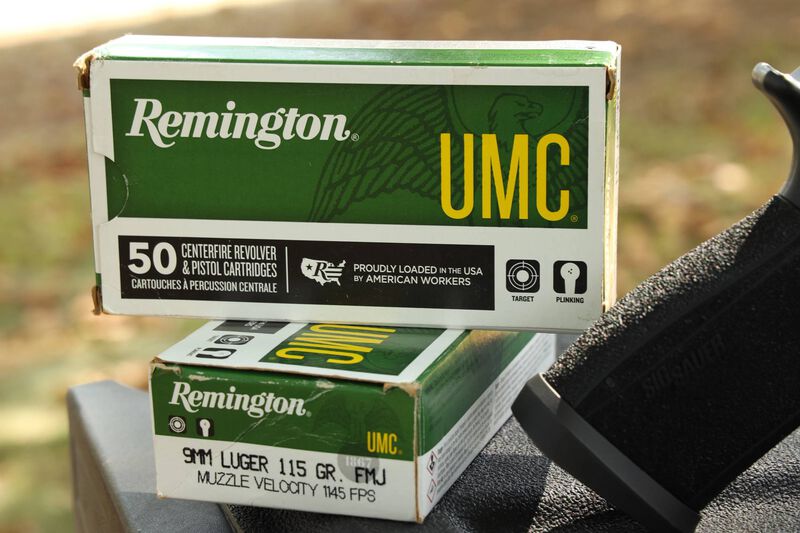 Remington®
UMC®
50 CENTERFIRE REVOLVER
& PISTOL CARTRIDGES
CARTOUCHES À PERCUSSION CENTRALE
R
PROUDLY LOADED IN THE USA
BY AMERICAN WORKERS
TARGET
PLINKING
UMC
Remington®
UMC®
1867
9MM LUGER 115 GR. FMJ
MUZZLE VELOCITY 1145 FPS
SIG SAUER